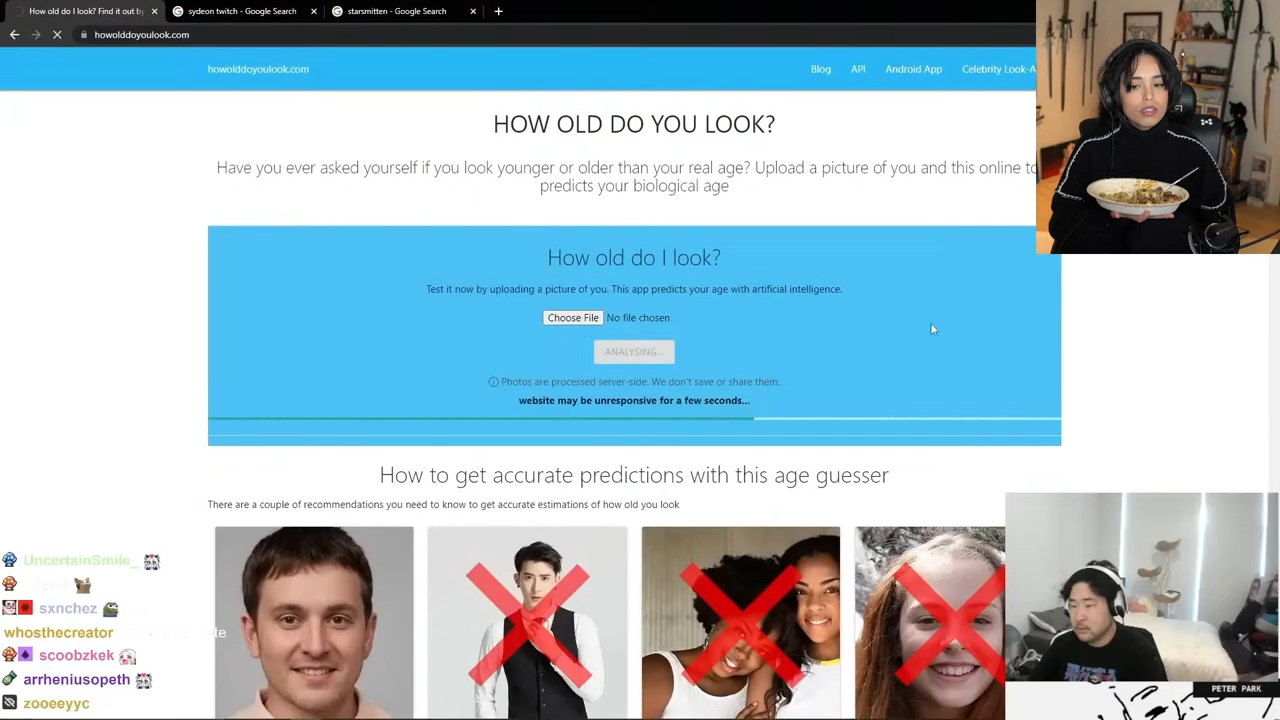 How old do I look? Find it out by
sydeon twitch - Google Search
starsmitten - Google Search
howolddoyoulook.com
howolddoyoulook.com
Blog
API
Android App
Celebrity Look-A
HOW OLD DO YOU LOOK?
Have you ever asked yourself if you look younger or older than your real age? Upload a picture of you and this online to
predicts your biological age
How old do I look?
Test it now by uploading a picture of you. This app predicts your age with artificial intelligence.
Choose File No file chosen
ANALYSING...
Photos are processed server-side. We don't save or share them.
website may be unresponsive for a few seconds...
How to get accurate predictions with this age guesser
There are a couple of recommendations you need to know to get accurate estimations of how old you look
UncertainSmile_
sxnchez
whosthecreator
scoobzkek
arrheniusopeth
zooeeyyc
PETER PARK